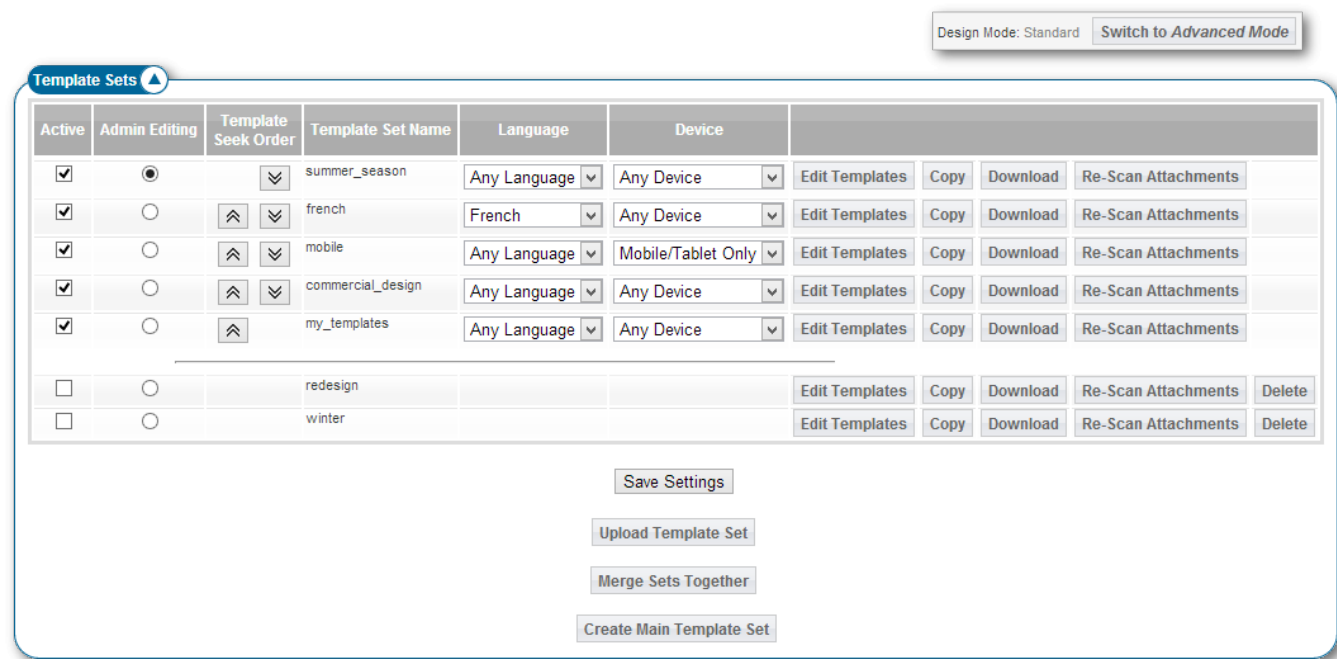 Design Mode: Standard Switch to Advanced Mode
Template Sets
Active Admin Editing Template Seek Order Template Set Name Language Device
summer_season Any Language Any Device Edit Templates Copy Download Re-Scan Attachments
french French Any Device Edit Templates Copy Download Re-Scan Attachments
mobile Any Language Mobile/Tablet Only Edit Templates Copy Download Re-Scan Attachments
commercial_design Any Language Any Device Edit Templates Copy Download Re-Scan Attachments
my_templates Any Language Any Device Edit Templates Copy Download Re-Scan Attachments
redesign Edit Templates Copy Download Re-Scan Attachments Delete
winter Edit Templates Copy Download Re-Scan Attachments Delete
Save Settings
Upload Template Set
Merge Sets Together
Create Main Template Set